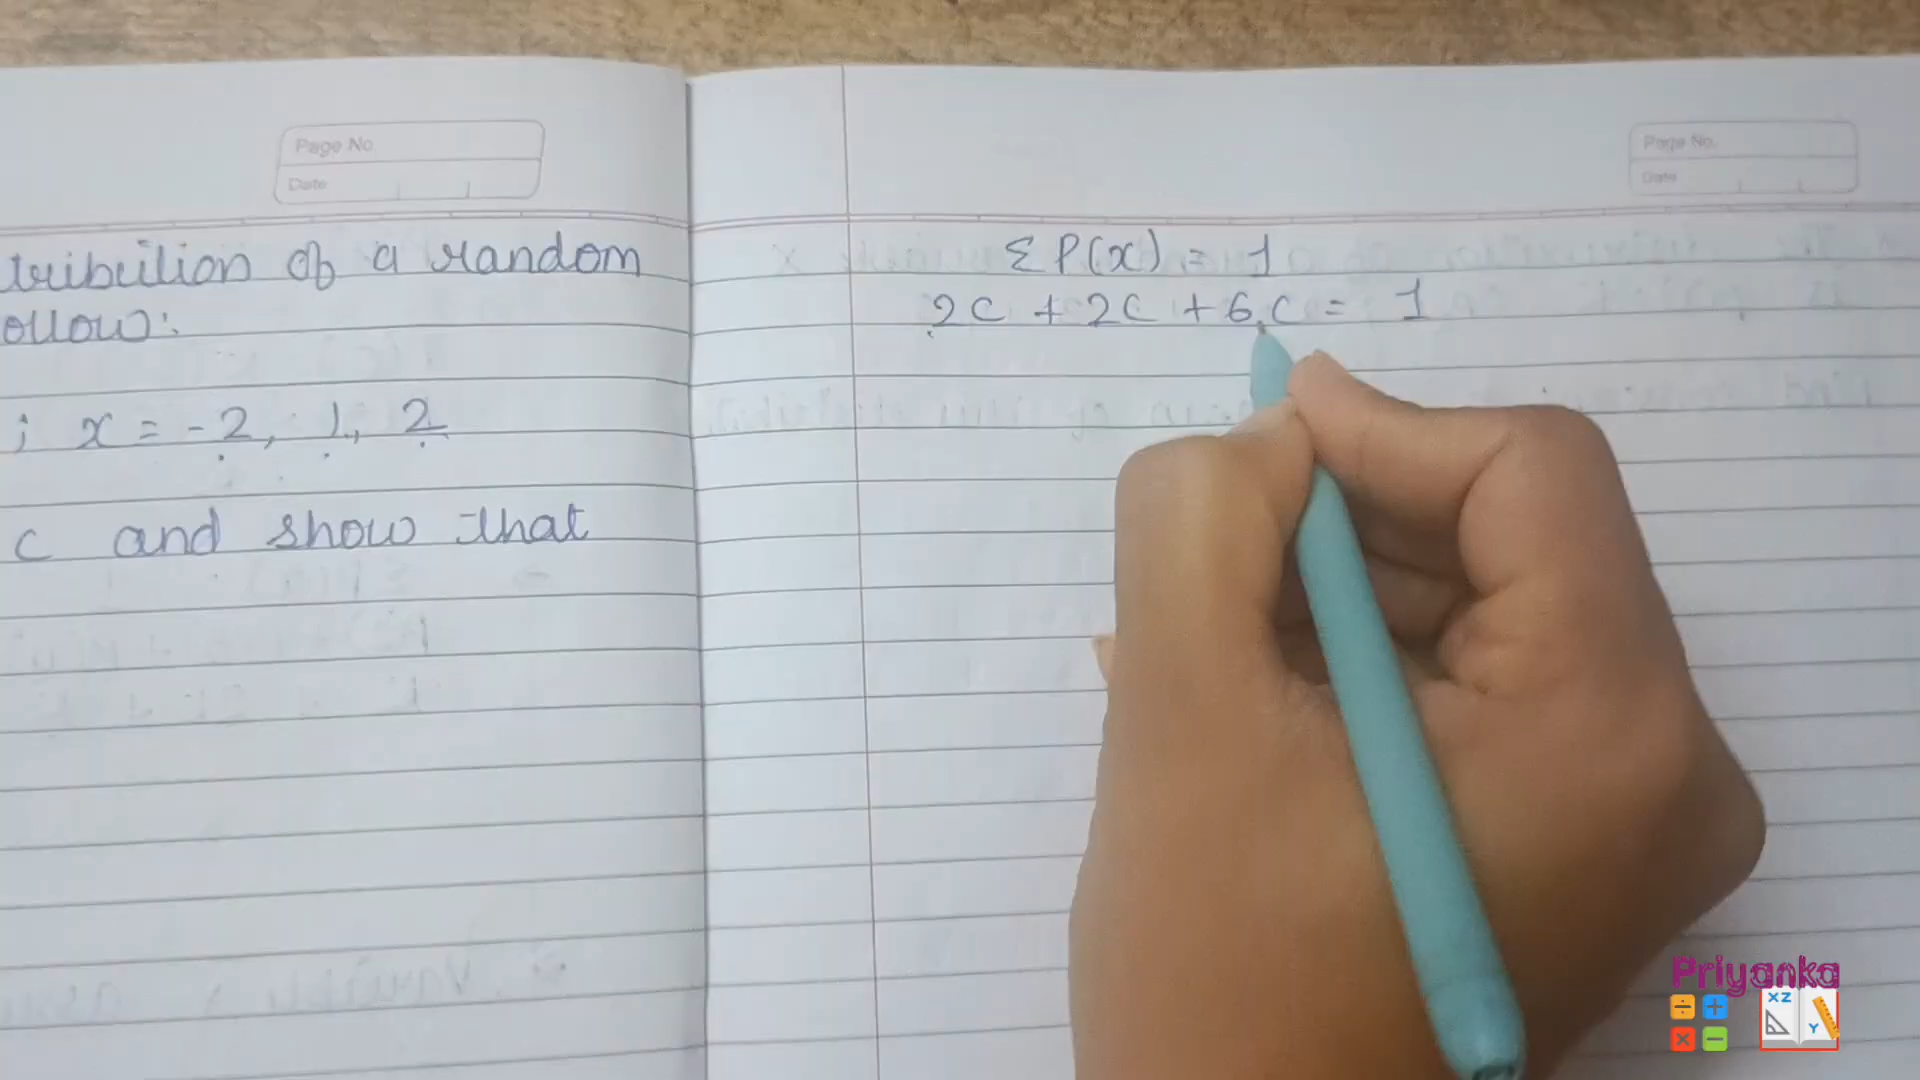 Page No.
Date
tribution of a random
ollow:
; x = -2, 1, 2
c and show that
Page No.
Date
Σ P(x) = 1
2c + 2c + 6c = 1
Priyanka
XZ
Y